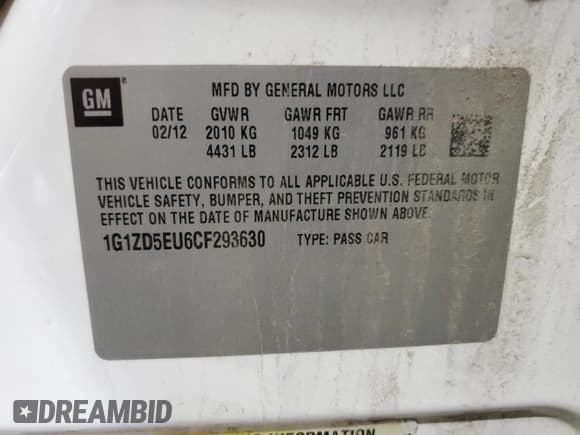 GM
MFD BY GENERAL MOTORS LLC
DATE GVWR GAWR FRT GAWR RR
02/12 2010 KG 1049 KG 961 KG
4431 LB 2312 LB 2119 LB
THIS VEHICLE CONFORMS TO ALL APPLICABLE U.S. FEDERAL MOTOR
VEHICLE SAFETY, BUMPER, AND THEFT PREVENTION STANDARDS IN
EFFECT ON THE DATE OF MANUFACTURE SHOWN ABOVE.
1G1ZD5EU6CF293630 TYPE: PASS CAR
DREAMBID
INFORMATION